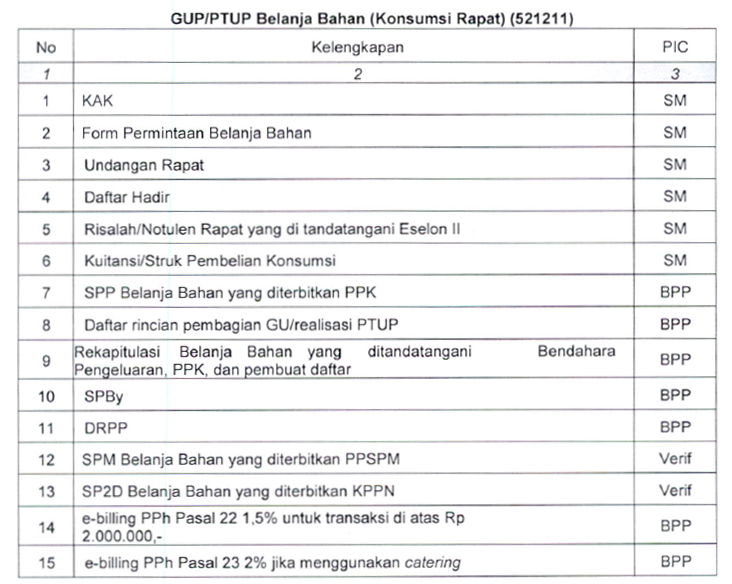 GUP/PTUP Belanja Bahan (Konsumsi Rapat) (521211)
No Kelengkapan PIC
1 2 3
1 KAK SM
2 Form Permintaan Belanja Bahan SM
3 Undangan Rapat SM
4 Daftar Hadir SM
5 Risalah/Notulen Rapat yang di tandatangani Eselon II SM
6 Kuitansi/Struk Pembelian Konsumsi SM
7 SPP Belanja Bahan yang diterbitkan PPK BPP
8 Daftar rincian pembagian GU/realisasi PTUP BPP
9 Rekapitulasi Belanja Bahan yang ditandatangani Bendahara
Pengeluaran, PPK, dan pembuat daftar BPP
10 SPBy BPP
11 DRPP BPP
12 SPM Belanja Bahan yang diterbitkan PPSPM Verif
13 SP2D Belanja Bahan yang diterbitkan KPPN Verif
14 e-billing PPh Pasal 22 1,5% untuk transaksi di atas Rp
2.000.000,- BPP
15 e-billing PPh Pasal 23 2% jika menggunakan catering BPP